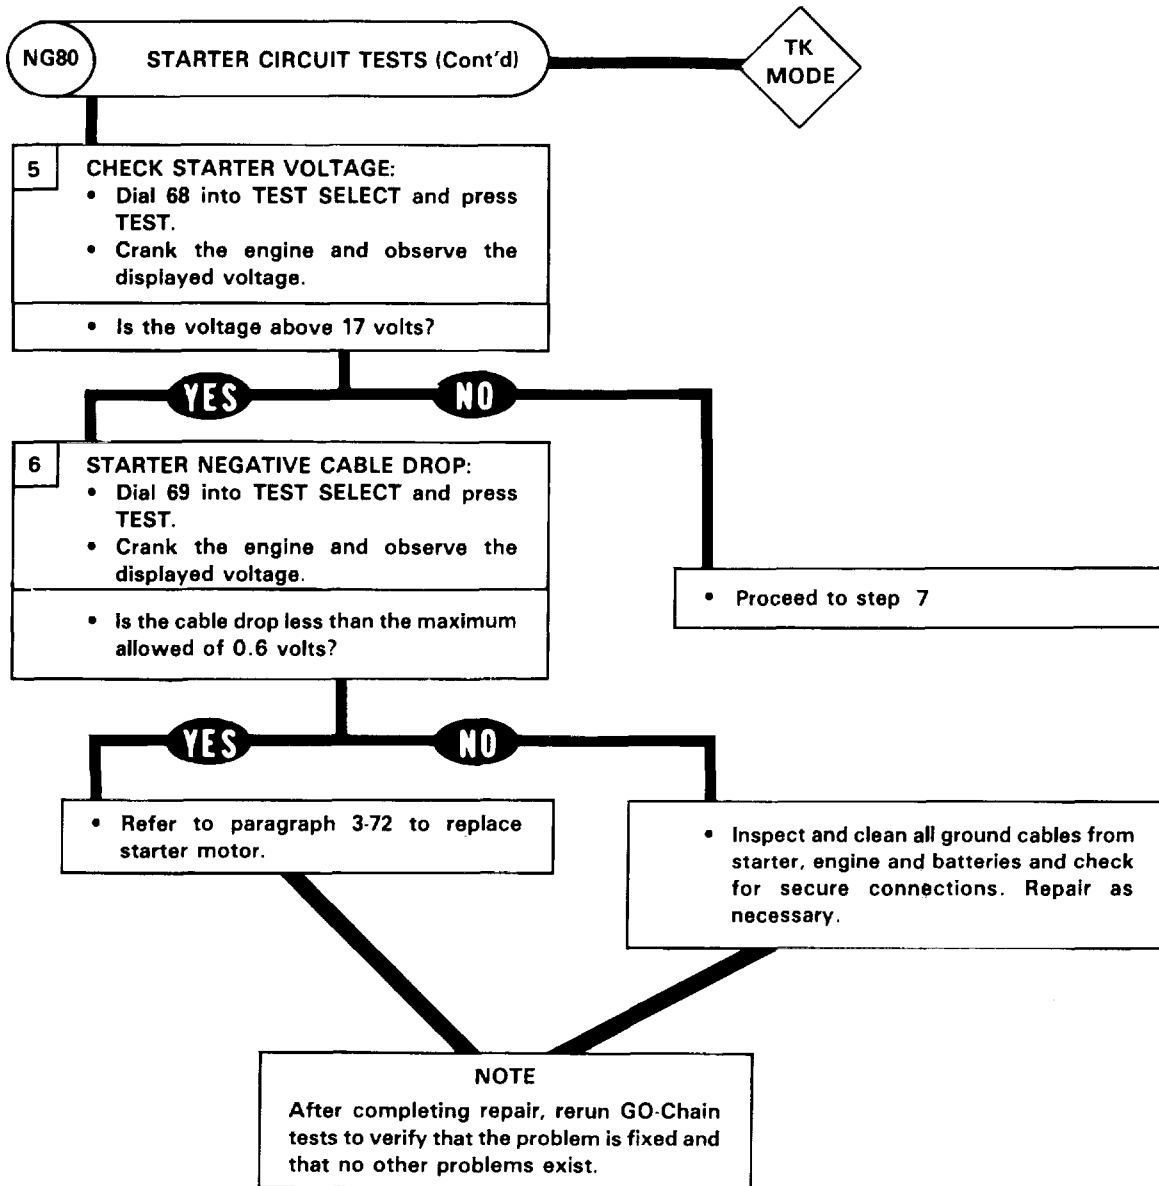 NG80
STARTER CIRCUIT TESTS (Cont'd)
TK
MODE
5
CHECK STARTER VOLTAGE:
• Dial 68 into TEST SELECT and press
TEST.
• Crank the engine and observe the
displayed voltage.
• Is the voltage above 17 volts?
YES
NO
6
STARTER NEGATIVE CABLE DROP:
• Dial 69 into TEST SELECT and press
TEST.
• Crank the engine and observe the
displayed voltage.
• Is the cable drop less than the maximum
allowed of 0.6 volts?
• Proceed to step 7
YES
NO
• Refer to paragraph 3-72 to replace
starter motor.
• Inspect and clean all ground cables from
starter, engine and batteries and check
for secure connections. Repair as
necessary.
NOTE
After completing repair, rerun GO-Chain
tests to verify that the problem is fixed and
that no other problems exist.